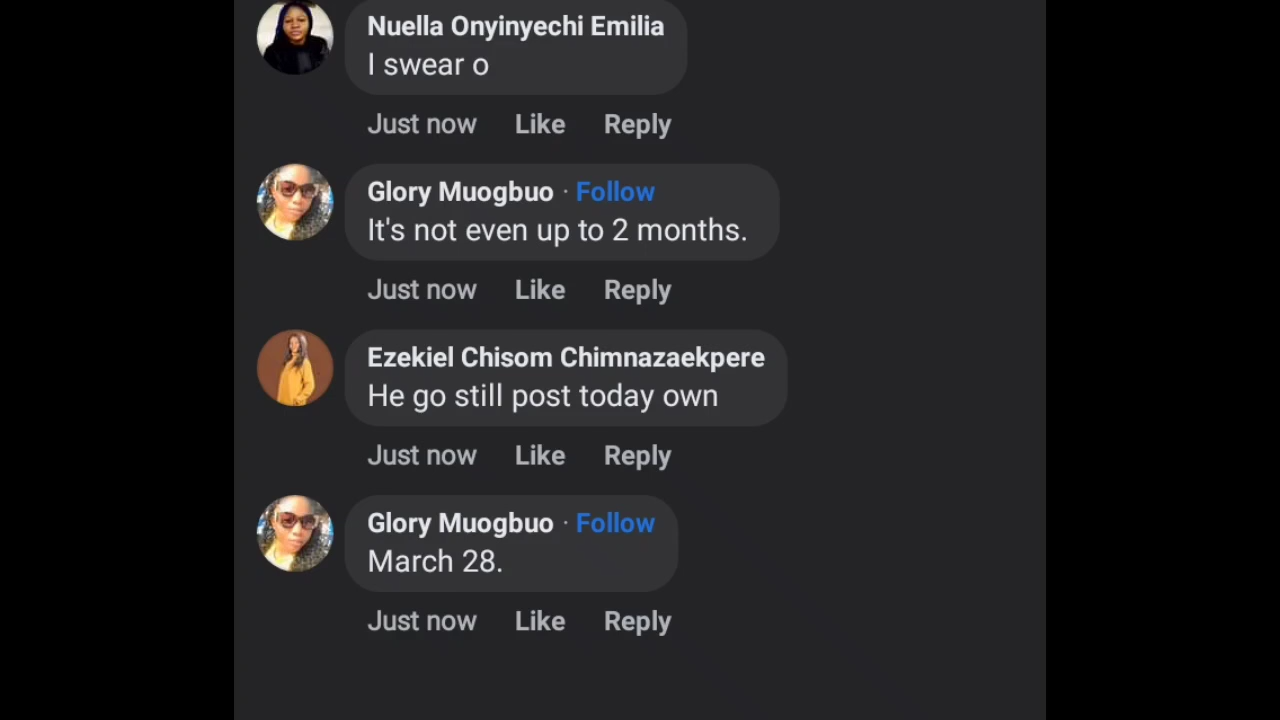 Nuella Onyinyechi Emilia
I swear o
Just now Like Reply
Glory Muogbuo · Follow
It's not even up to 2 months.
Just now Like Reply
Ezekiel Chisom Chimnazaekpere
He go still post today own
Just now Like Reply
Glory Muogbuo · Follow
March 28.
Just now Like Reply